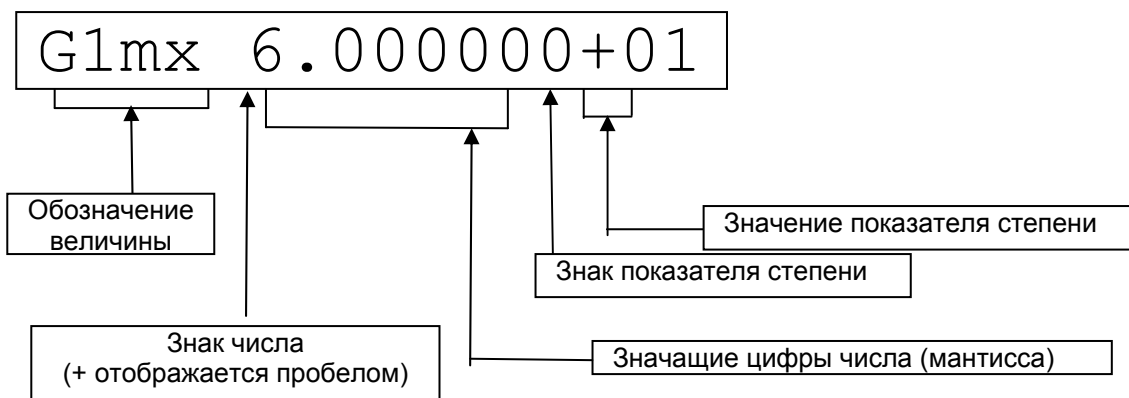 G1mx 6.000000+01
Обозначение
величины
Значение показателя степени
Знак показателя степени
Знак числа
(+ отображается пробелом)
Значащие цифры числа (мантисса)